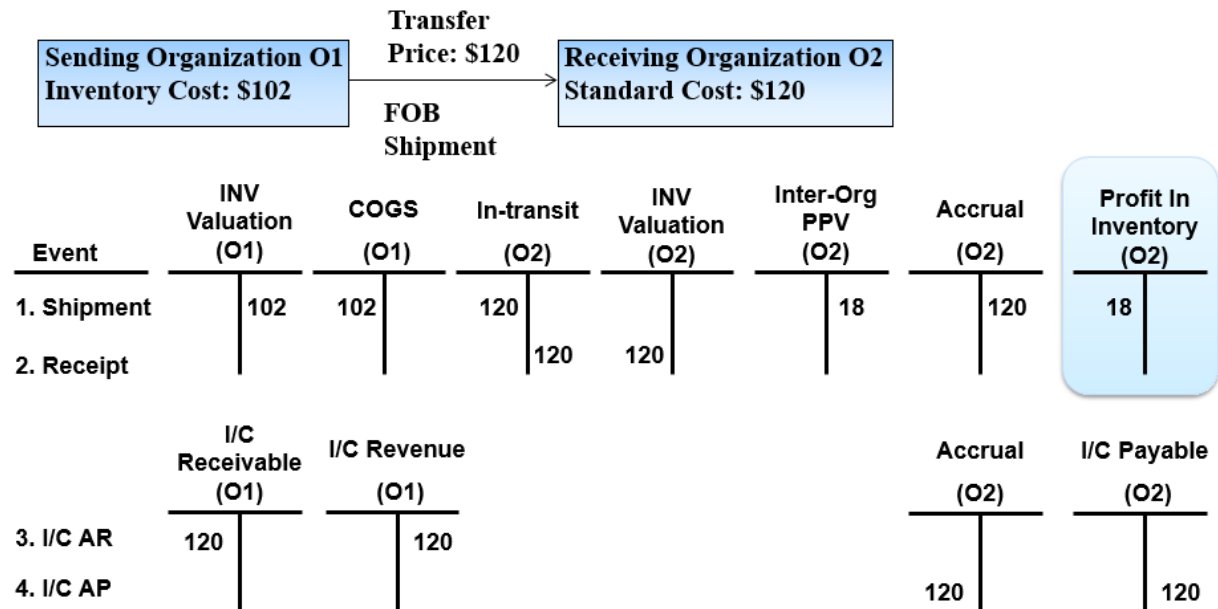 Transfer
Price: $120
Sending Organization O1
Inventory Cost: $102
Receiving Organization O2
Standard Cost: $120
FOB
Shipment
Event
INV
Valuation
(O1)
COGS
(O1)
In-transit
(O2)
INV
Valuation
(O2)
Inter-Org
PPV
(O2)
Accrual
(O2)
Profit In
Inventory
(O2)
1. Shipment 102 102 120 18 120 18
2. Receipt 120 120
I/C
Receivable
(O1)
I/C Revenue
(O1)
Accrual
(O2)
I/C Payable
(O2)
3. I/C AR 120 120
4. I/C AP 120 120